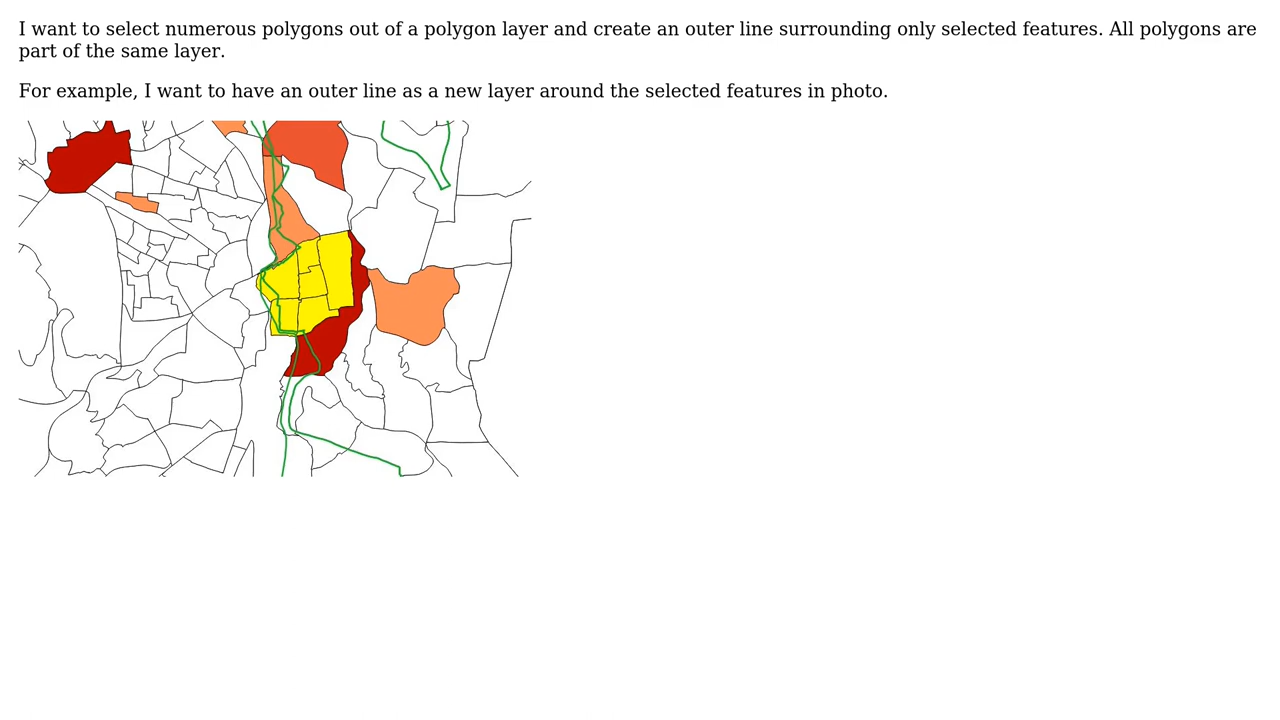 I want to select numerous polygons out of a polygon layer and create an outer line surrounding only selected features. All polygons are
part of the same layer.
For example, I want to have an outer line as a new layer around the selected features in photo.